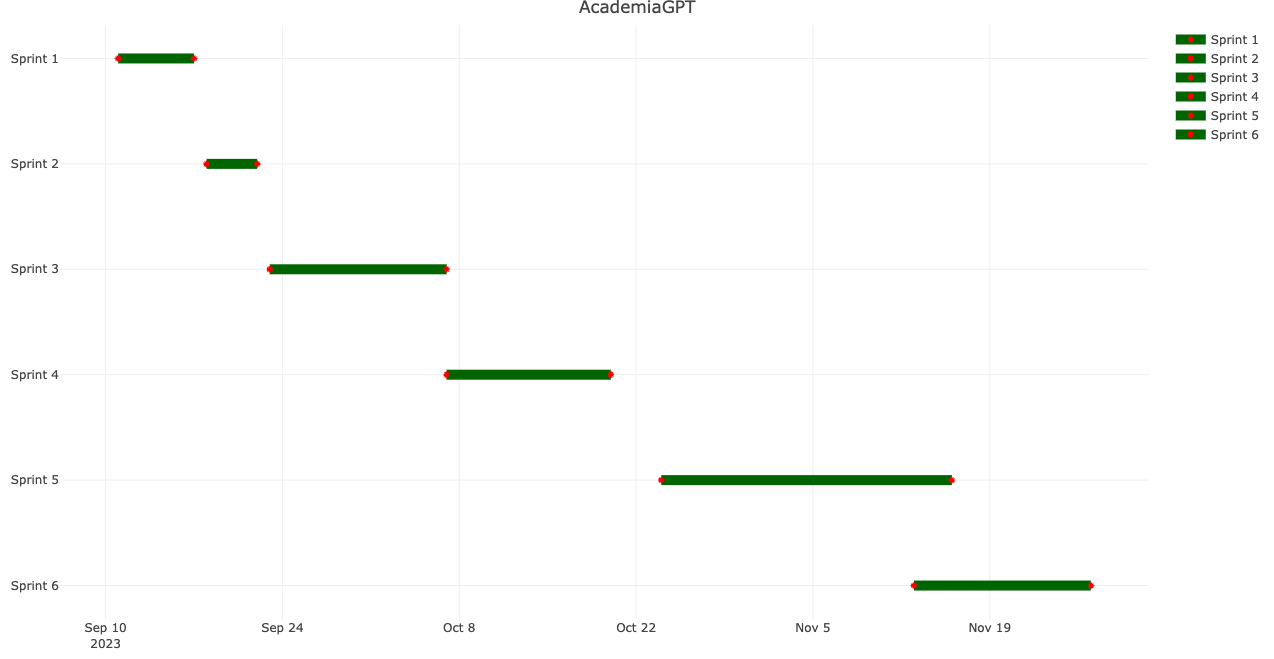 AcademiaGPT
Sprint 1
Sprint 2
Sprint 3
Sprint 4
Sprint 5
Sprint 6
Sep 10
2023
Sep 24
Oct 8
Oct 22
Nov 5
Nov 19
Sprint 1
Sprint 2
Sprint 3
Sprint 4
Sprint 5
Sprint 6